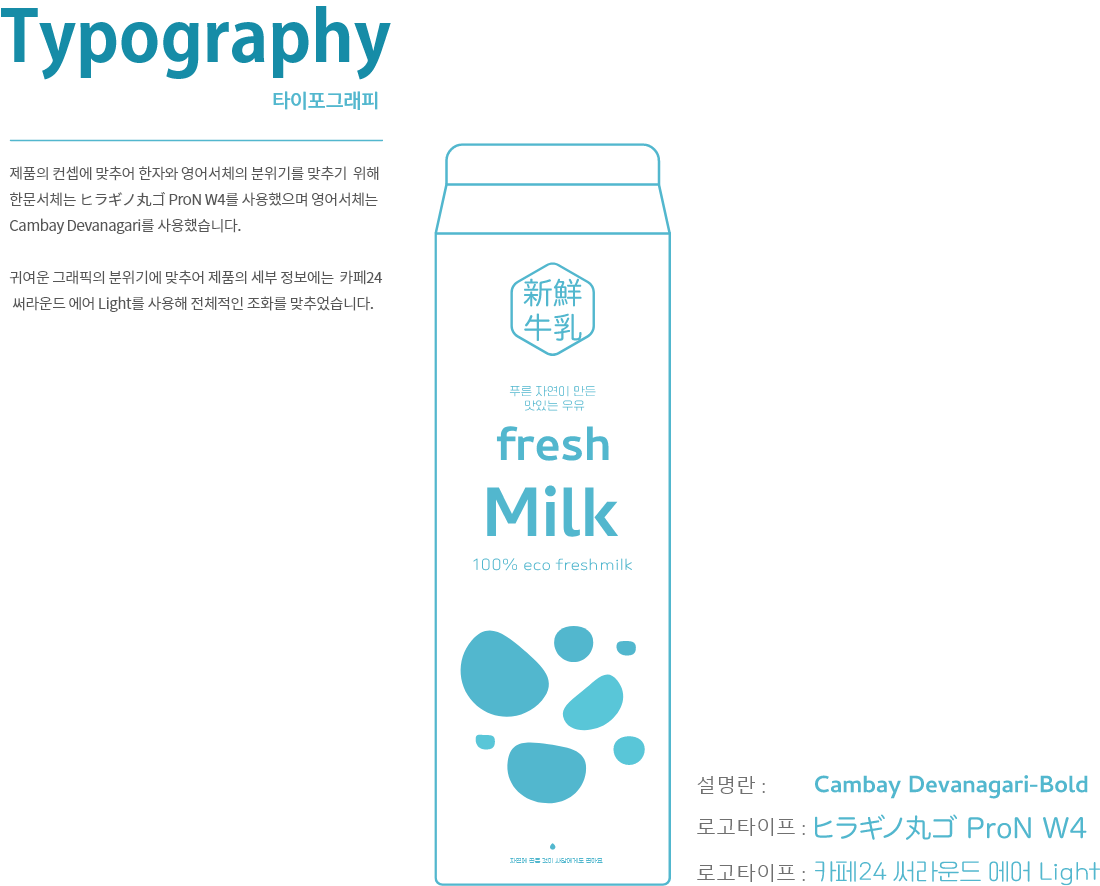 Typography
타이포그래피
제품의 컨셉에 맞추어 한자와 영어서체의 분위기를 맞추기 위해
한문서체는 ヒラギノ丸ゴ ProN W4를 사용했으며 영어서체는
Cambay Devanagari를 사용했습니다.
귀여운 그래픽의 분위기에 맞추어 제품의 세부 정보에는 카페24
써라운드 에어 Light를 사용해 전체적인 조화를 맞추었습니다.
新鮮
牛乳
푸른 자연이 만든
맛있는 우유
fresh
Milk
100% eco freshmilk
설명란 : Cambay Devanagari-Bold
로고타이프 : ヒラギノ丸ゴ ProN W4
로고타이프 : 카페24 써라운드 에어 Light